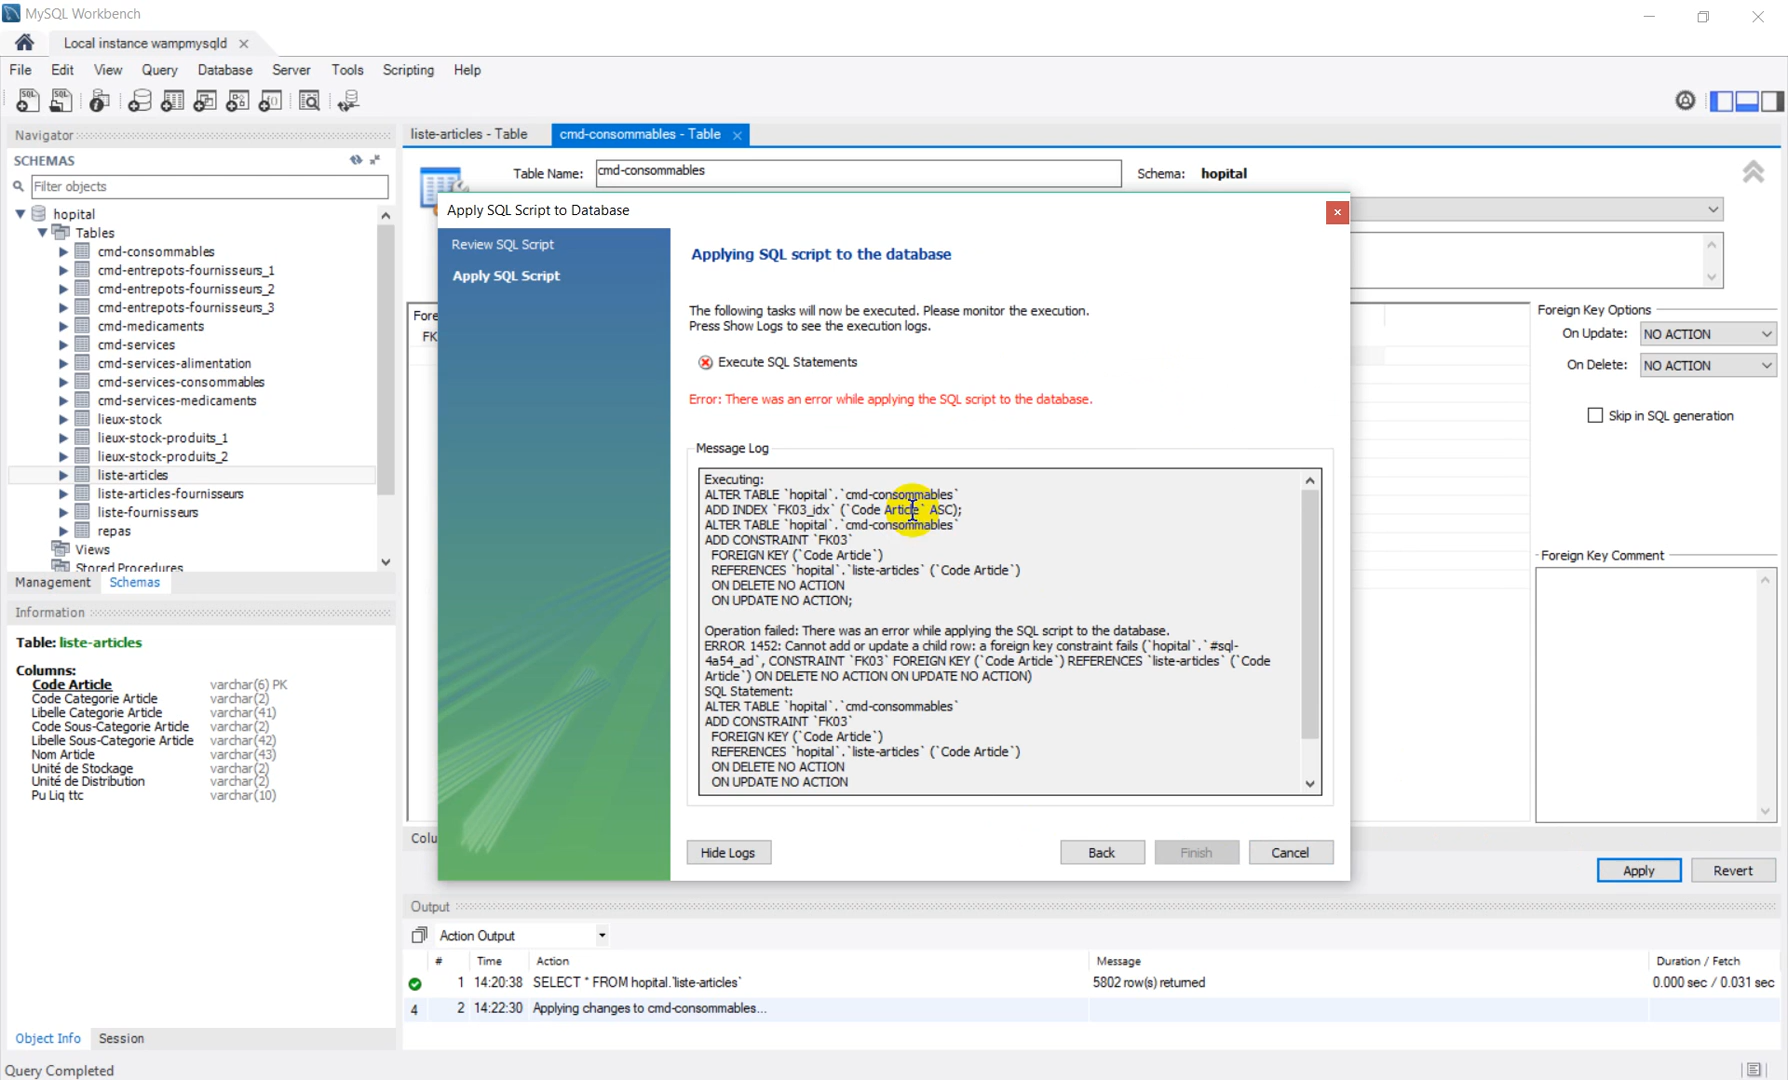 MySQL Workbench
Local instance wampmysqld
File Edit View Query Database Server Tools Scripting Help
Navigator
SCHEMAS
Filter objects
hopital
Tables
cmd-consommables
cmd-entrepots-fournisseurs_1
cmd-entrepots-fournisseurs_2
cmd-entrepots-fournisseurs_3
cmd-medicaments
cmd-services
cmd-services-alimentation
cmd-services-consommables
cmd-services-medicaments
lieux-stock
lieux-stock-produits_1
lieux-stock-produits_2
liste-articles
liste-articles-fournisseurs
liste-fournisseurs
repas
Views
Stored Procedures
Management Schemas
Information
Table: liste-articles
Columns:
Code Article varchar(6) PK
Code Categorie Article varchar(2)
Libelle Categorie Article varchar(41)
Code Sous-Categorie Article varchar(2)
Libelle Sous-Categorie Article varchar(42)
Nom Article varchar(43)
Unité de Stockage varchar(2)
Unité de Distribution varchar(2)
Pu Liq ttc varchar(10)
Object Info Session
Query Completed
liste-articles - Table cmd-consommables - Table
Table Name: cmd-consommables Schema: hopital
Fore
FK
Colu
Apply SQL Script to Database
Review SQL Script
Apply SQL Script
Applying SQL script to the database
The following tasks will now be executed. Please monitor the execution.
Press Show Logs to see the execution logs.
Execute SQL Statements
Error: There was an error while applying the SQL script to the database.
Message Log
Executing:
ALTER TABLE `hopital`.`cmd-consommables`
ADD INDEX `FK03_idx` (`Code Article` ASC);
ALTER TABLE `hopital`.`cmd-consommables`
ADD CONSTRAINT `FK03`
FOREIGN KEY (`Code Article`)
REFERENCES `hopital`.`liste-articles` (`Code Article`)
ON DELETE NO ACTION
ON UPDATE NO ACTION;
Operation failed: There was an error while applying the SQL script to the database.
ERROR 1452: Cannot add or update a child row: a foreign key constraint fails (`hopital`.`#sql-
4a54_ad`, CONSTRAINT `FK03` FOREIGN KEY (`Code Article`) REFERENCES `liste-articles` (`Code
Article`) ON DELETE NO ACTION ON UPDATE NO ACTION)
SQL Statement:
ALTER TABLE `hopital`.`cmd-consommables`
ADD CONSTRAINT `FK03`
FOREIGN KEY (`Code Article`)
REFERENCES `hopital`.`liste-articles` (`Code Article`)
ON DELETE NO ACTION
ON UPDATE NO ACTION
Hide Logs Back Finish Cancel
Foreign Key Options
On Update: NO ACTION
On Delete: NO ACTION
Skip in SQL generation
Foreign Key Comment
Apply Revert
Output
Action Output
# Time Action Message Duration / Fetch
1 14:20:38 SELECT * FROM hopital.`liste-articles` 5802 row(s) returned 0.000 sec / 0.031 sec
4 2 14:22:30 Applying changes to cmd-consommables...